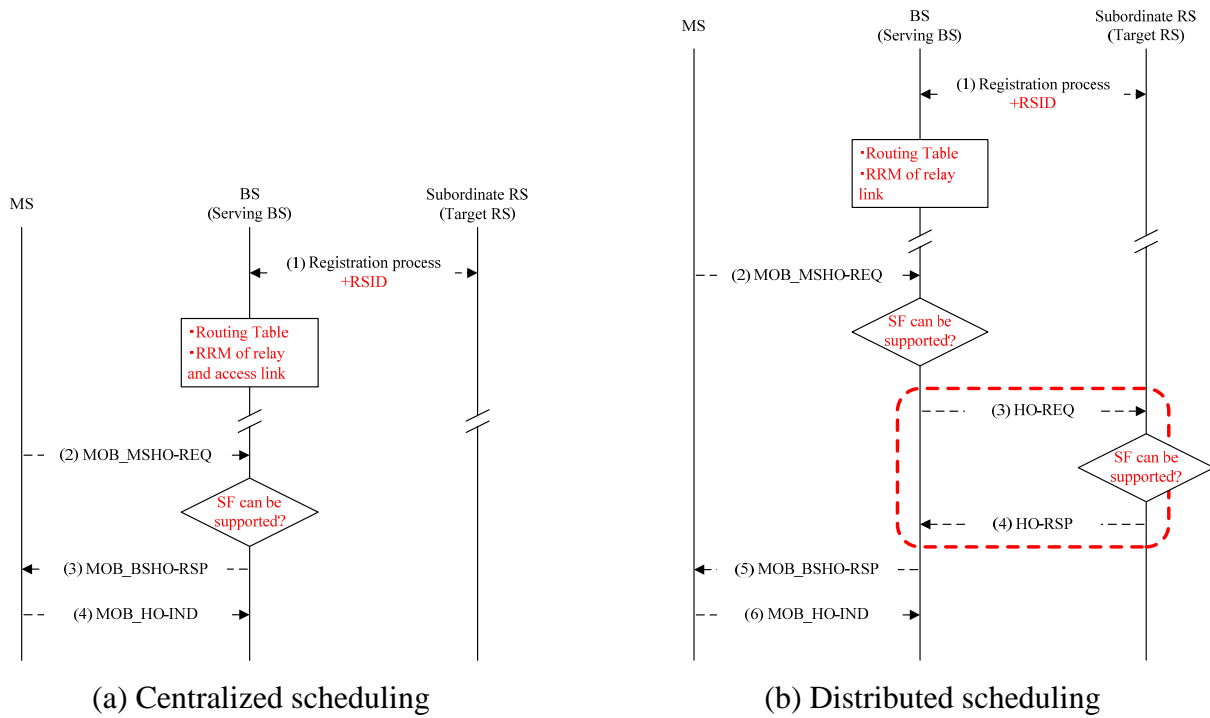 MS
BS
(Serving BS)
Subordinate RS
(Target RS)
(1) Registration process
+RSID
・Routing Table
・RRM of relay
and access link
(2) MOB_MSHO-REQ
SF can be
supported?
(3) MOB_BSHO-RSP
(4) MOB_HO-IND
(a) Centralized scheduling
MS
BS
(Serving BS)
Subordinate RS
(Target RS)
(1) Registration process
+RSID
・Routing Table
・RRM of relay
link
(2) MOB_MSHO-REQ
SF can be
supported?
(3) HO-REQ
SF can be
supported?
(4) HO-RSP
(5) MOB_BSHO-RSP
(6) MOB_HO-IND
(b) Distributed scheduling